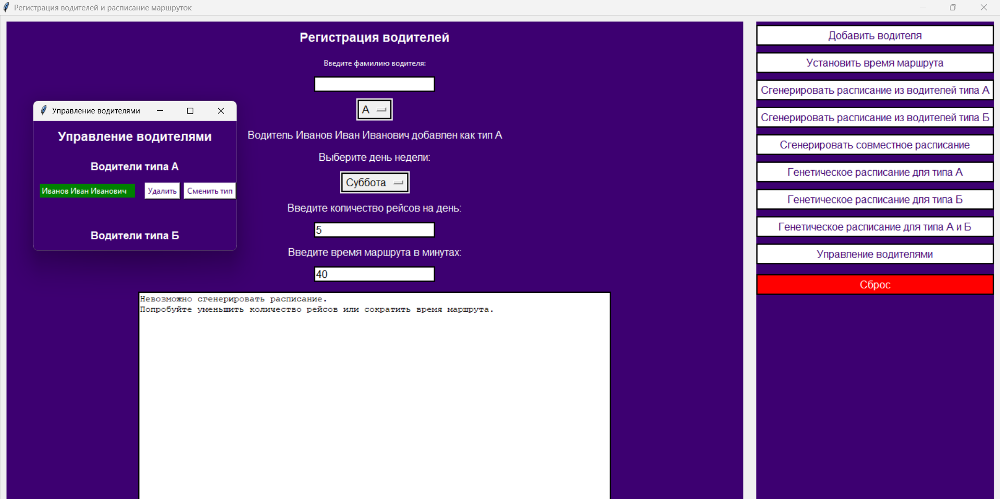 Регистрация водителей и расписание маршруток
Регистрация водителей
Введите фамилию водителя:
А
Водитель Иванов Иван Иванович добавлен как тип А
Выберите день недели:
Суббота
Введите количество рейсов на день:
5
Введите время маршрута в минутах:
40
Невозможно сгенерировать расписание.
Попробуйте уменьшить количество рейсов или сократить время маршрута.
Управление водителями
Управление водителями
Водители типа А
Иванов Иван Иванович Удалить Сменить тип
Водители типа Б
Добавить водителя
Установить время маршрута
Сгенерировать расписание из водителей типа А
Сгенерировать расписание из водителей типа Б
Сгенерировать совместное расписание
Генетическое расписание для типа А
Генетическое расписание для типа Б
Генетическое расписание для типа А и Б
Управление водителями
Сброс